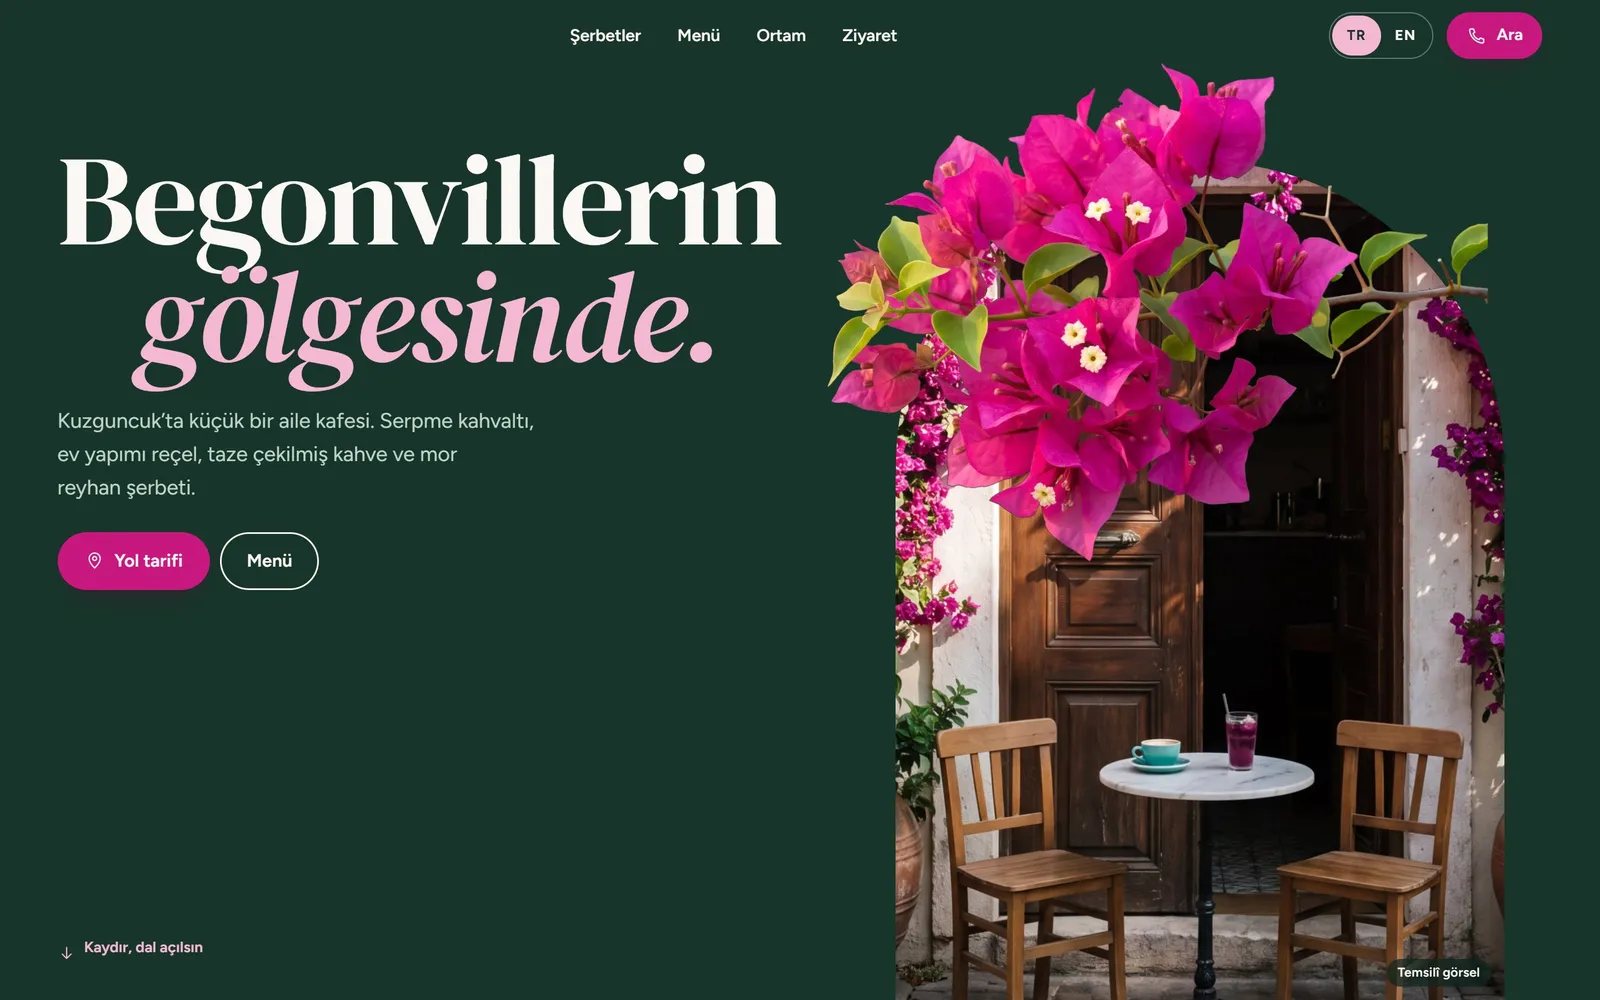 Şerbetler
Menü
Ortam
Ziyaret
TR
EN
Ara
Begonvillerin
gölgesinde.
Kuzguncuk’ta küçük bir aile kafesi. Serpme kahvaltı,
ev yapımı reçel, taze çekilmiş kahve ve mor
reyhan şerbeti.
Yol tarifi
Menü
Kaydır, dal açılsın
Temsilî görsel